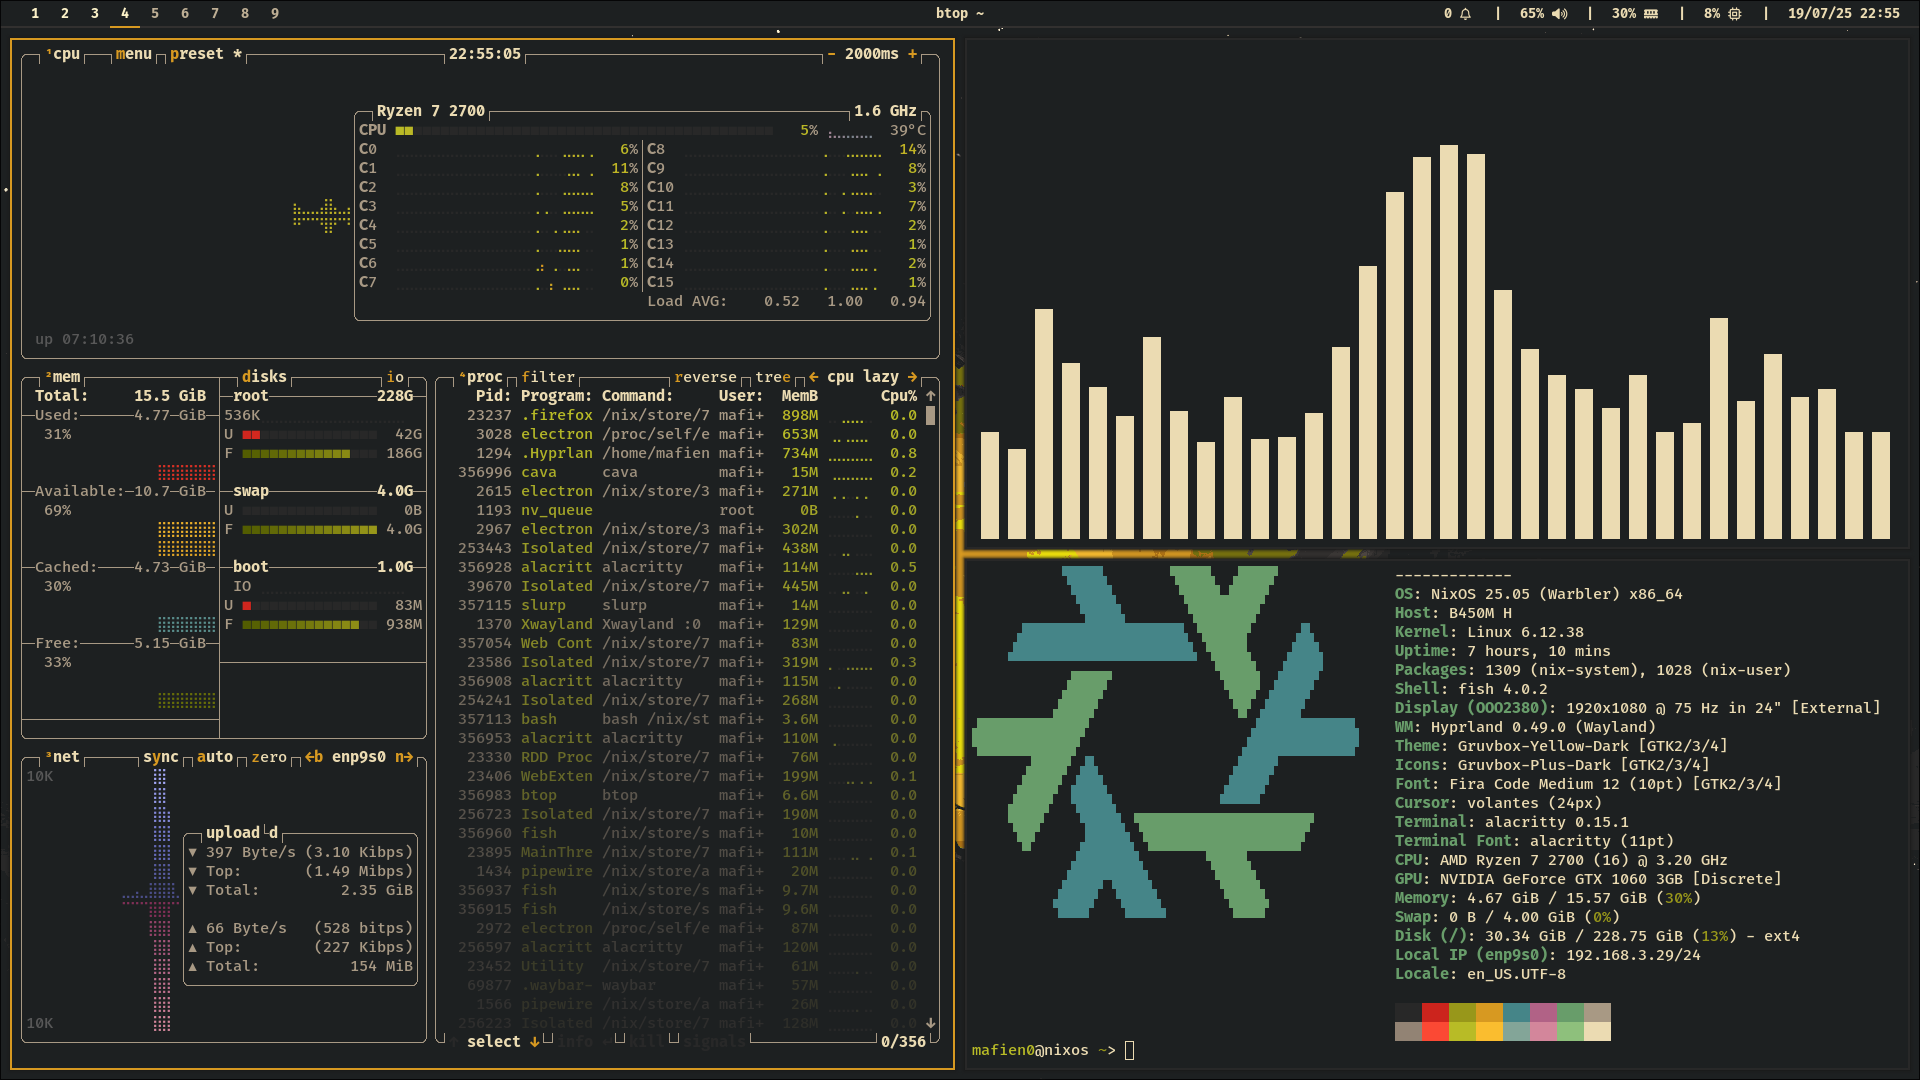 1 2 3 4 5 6 7 8 9 btop ~ 0 | 65% | 30% | 8% | 19/07/25 22:55
¹cpu menu preset * 22:55:05 - 2000ms +
Ryzen 7 2700 1.6 GHz
CPU 5% 39°C
C0 6% C8 14%
C1 11% C9 8%
C2 8% C10 3%
C3 5% C11 7%
C4 2% C12 2%
C5 1% C13 1%
C6 1% C14 2%
C7 0% C15 1%
Load AVG: 0.52 1.00 0.94
up 07:10:36
²mem
Total: 15.5 GiB
Used: 4.77 GiB
31%
Available: 10.7 GiB
69%
Cached: 4.73 GiB
30%
Free: 5.15 GiB
33%
disks io
root 228G
536K
U 42G
F 186G
swap 4.0G
U 0B
F 4.0G
boot 1.0G
IO
U 83M
F 938M
³net sync auto zero ←b enp9s0 n→
10K
upload d
▼ 397 Byte/s (3.10 Kibps)
▼ Top: (1.49 Mibps)
▼ Total: 2.35 GiB
▲ 66 Byte/s (528 bitps)
▲ Top: (227 Kibps)
▲ Total: 154 MiB
10K
⁴proc filter reverse tree ← cpu lazy →
Pid: Program: Command: User: MemB Cpu% ↑
23237 .firefox /nix/store/7 mafi+ 898M 0.0
3028 electron /proc/self/e mafi+ 653M 0.0
1294 .Hyprlan /home/mafien mafi+ 734M 0.8
356996 cava cava mafi+ 15M 0.2
2615 electron /nix/store/3 mafi+ 271M 0.0
1193 nv_queue root 0B 0.0
2967 electron /nix/store/3 mafi+ 302M 0.0
253443 Isolated /nix/store/7 mafi+ 438M 0.0
356928 alacritt alacritty mafi+ 114M 0.5
39670 Isolated /nix/store/7 mafi+ 445M 0.0
357115 slurp slurp mafi+ 14M 0.0
1370 Xwayland Xwayland :0 mafi+ 129M 0.0
357054 Web Cont /nix/store/7 mafi+ 83M 0.0
23586 Isolated /nix/store/7 mafi+ 319M 0.3
356908 alacritt alacritty mafi+ 115M 0.0
254241 Isolated /nix/store/7 mafi+ 268M 0.0
357113 bash bash /nix/st mafi+ 3.6M 0.0
356953 alacritt alacritty mafi+ 110M 0.0
23330 RDD Proc /nix/store/7 mafi+ 76M 0.0
23406 WebExten /nix/store/7 mafi+ 199M 0.1
356983 btop btop mafi+ 6.6M 0.0
256723 Isolated /nix/store/7 mafi+ 190M 0.0
356960 fish /nix/store/s mafi+ 10M 0.0
23895 MainThre /nix/store/7 mafi+ 111M 0.1
1434 pipewire /nix/store/a mafi+ 20M 0.0
356937 fish /nix/store/s mafi+ 9.7M 0.0
356915 fish /nix/store/s mafi+ 9.6M 0.0
2972 electron /proc/self/e mafi+ 87M 0.0
256597 alacritt alacritty mafi+ 120M 0.0
23452 Utility /nix/store/7 mafi+ 61M 0.0
69877 .waybar- waybar mafi+ 57M 0.0
1566 pipewire /nix/store/a mafi+ 26M 0.0
256223 Isolated /nix/store/7 mafi+ 128M 0.0 ↓
↑ select ↓ info kill signals 0/356
-------------
OS: NixOS 25.05 (Warbler) x86_64
Host: B450M H
Kernel: Linux 6.12.38
Uptime: 7 hours, 10 mins
Packages: 1309 (nix-system), 1028 (nix-user)
Shell: fish 4.0.2
Display (OOO2380): 1920x1080 @ 75 Hz in 24" [External]
WM: Hyprland 0.49.0 (Wayland)
Theme: Gruvbox-Yellow-Dark [GTK2/3/4]
Icons: Gruvbox-Plus-Dark [GTK2/3/4]
Font: Fira Code Medium 12 (10pt) [GTK2/3/4]
Cursor: volantes (24px)
Terminal: alacritty 0.15.1
Terminal Font: alacritty (11pt)
CPU: AMD Ryzen 7 2700 (16) @ 3.20 GHz
GPU: NVIDIA GeForce GTX 1060 3GB [Discrete]
Memory: 4.67 GiB / 15.57 GiB (30%)
Swap: 0 B / 4.00 GiB (0%)
Disk (/): 30.34 GiB / 228.75 GiB (13%) - ext4
Local IP (enp9s0): 192.168.3.29/24
Locale: en_US.UTF-8
mafien0@nixos ~>